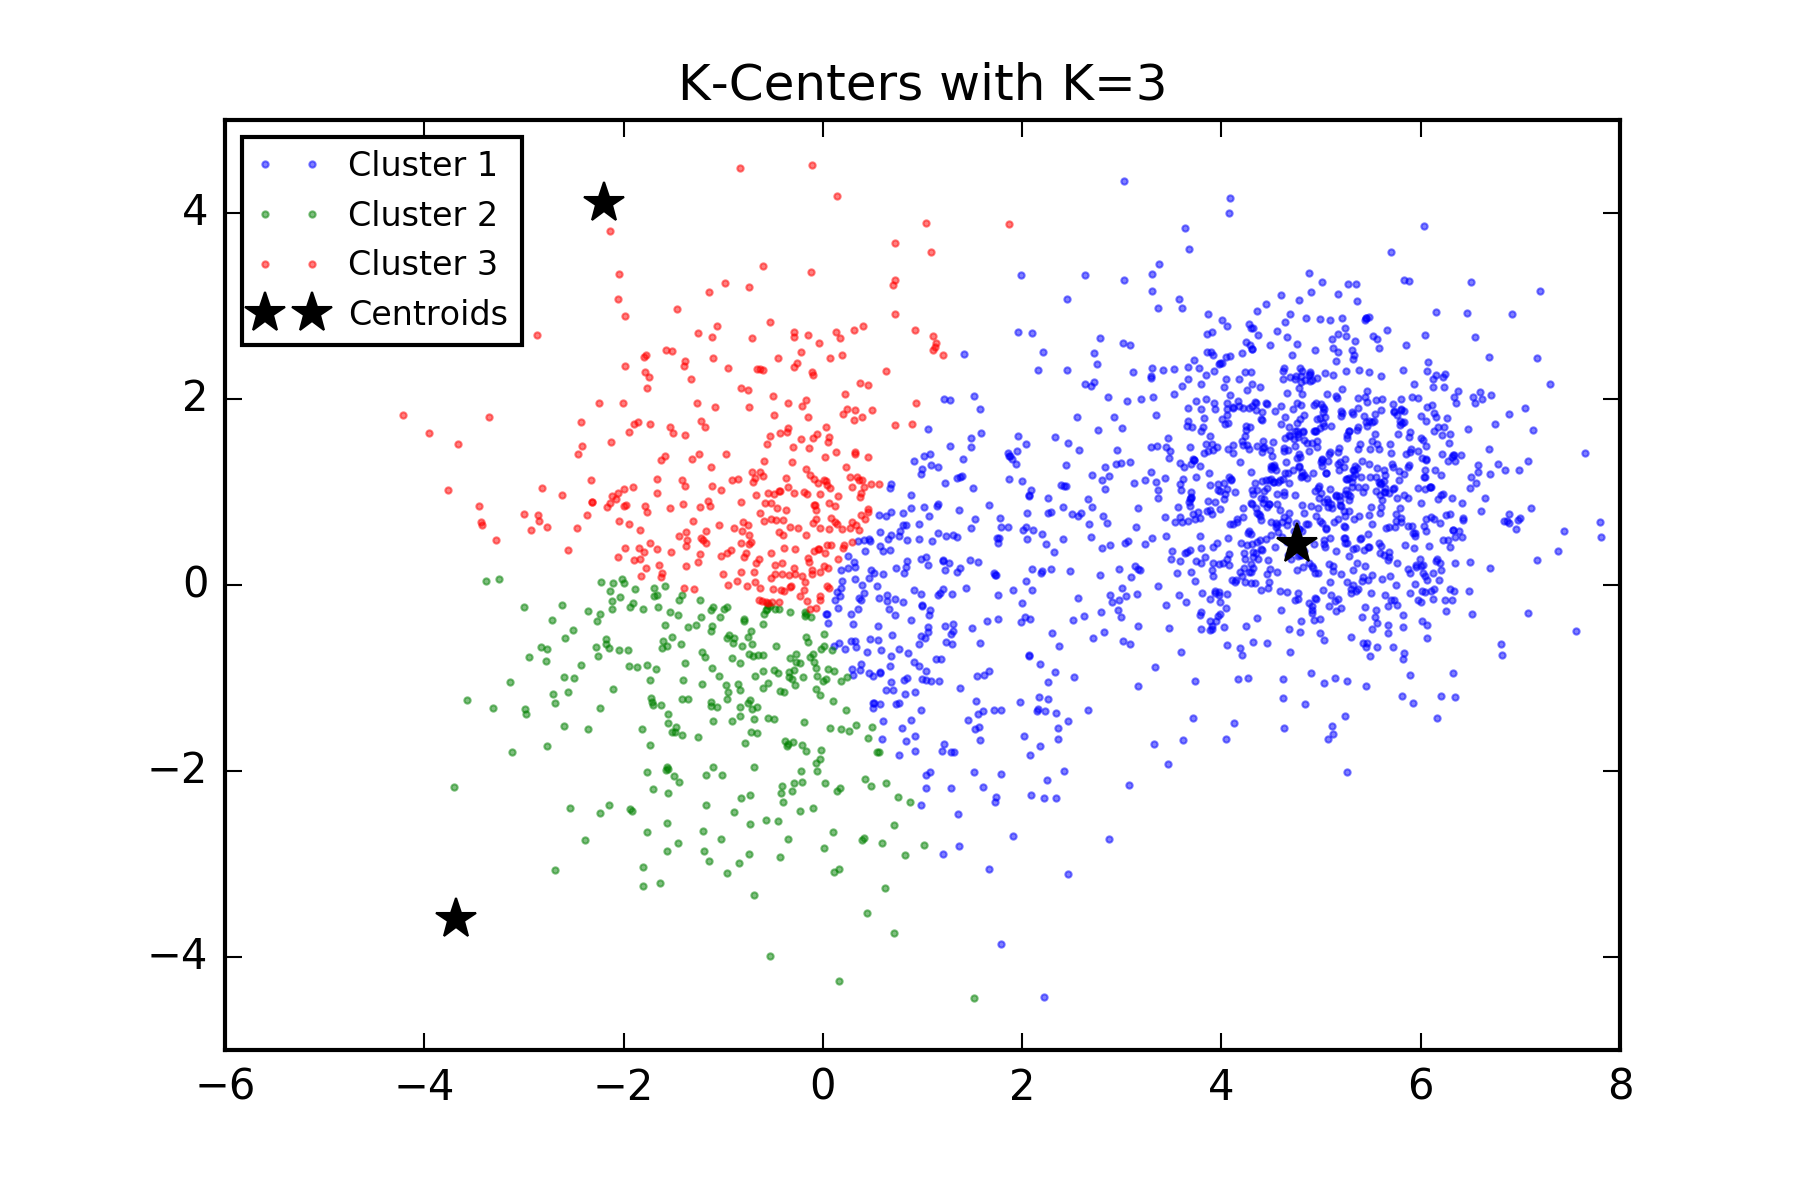 K-Centers with K=3
Cluster 1
Cluster 2
Cluster 3
Centroids
4
2
0
−2
−4
−6 −4 −2 0 2 4 6 8